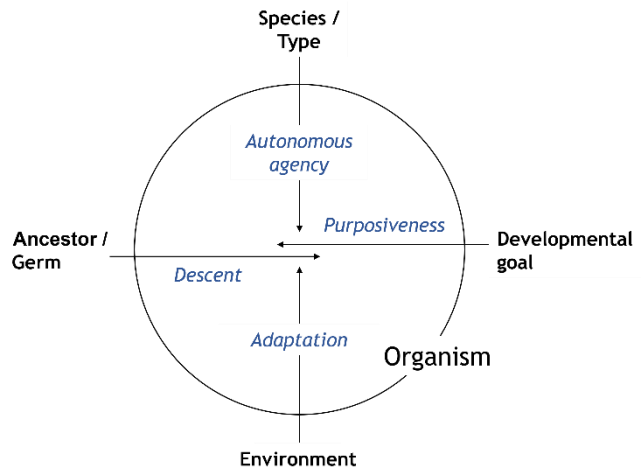 Species /
Type
Autonomous
agency
Purposiveness
Ancestor /
Germ
Developmental
goal
Descent
Adaptation
Organism
Environment